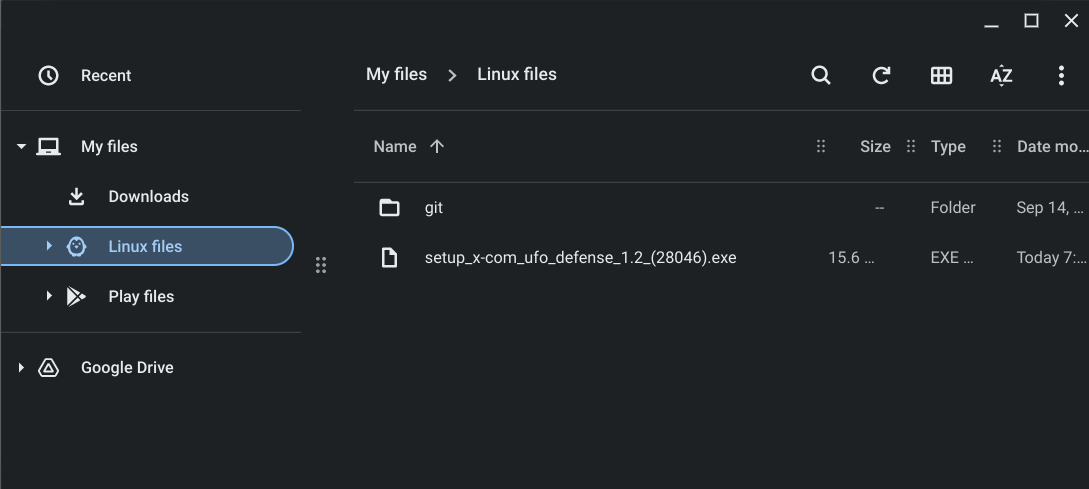 Recent
My files
Downloads
Linux files
Play files
Google Drive
My files > Linux files
AZ
Name Size Type Date mo...
git -- Folder Sep 14, ...
setup_x-com_ufo_defense_1.2_(28046).exe 15.6 ... EXE ... Today 7:...